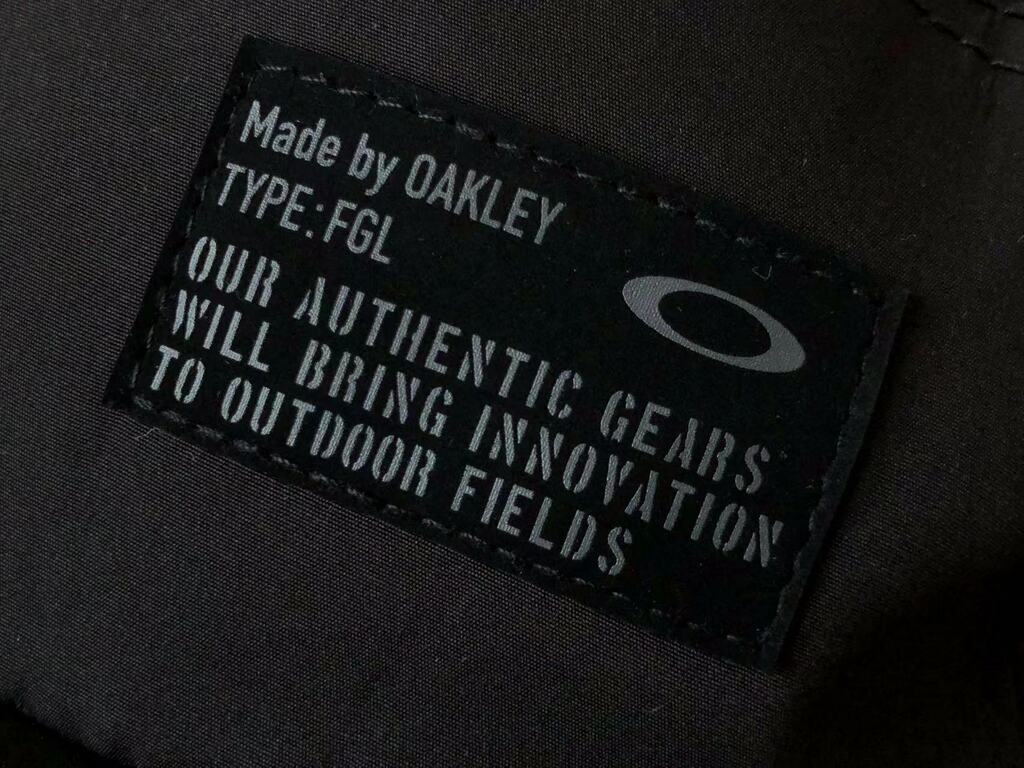 Made by OAKLEY
TYPE: FGL
OUR AUTHENTIC GEARS
WILL BRING INNOVATION
TO OUTDOOR FIELDS